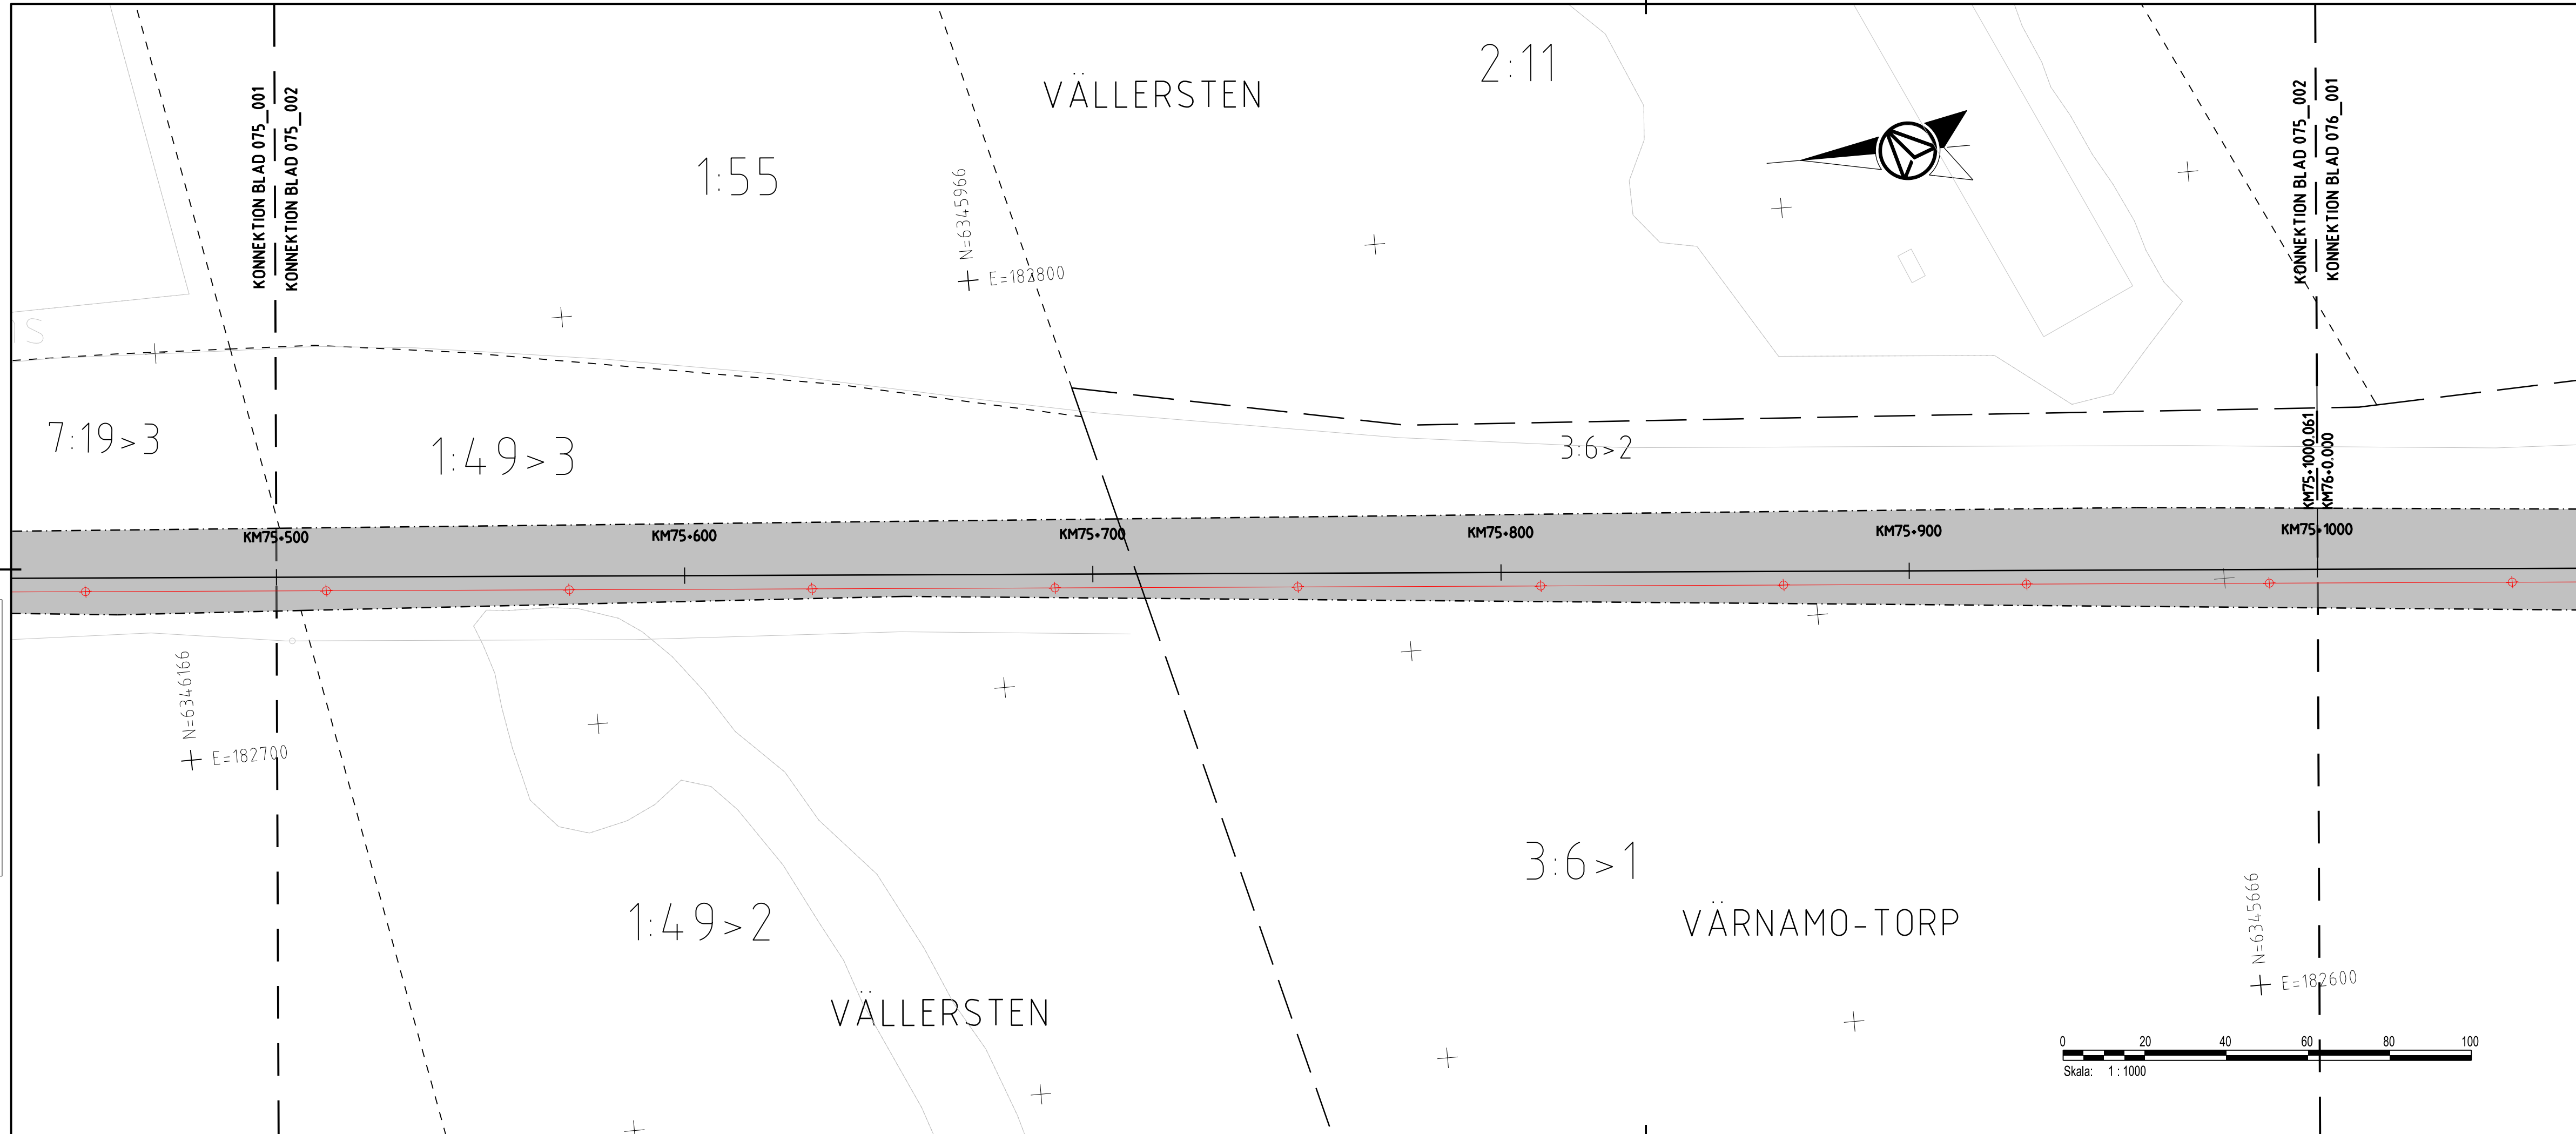 KONNEKTION BLAD 075_001
KONNEKTION BLAD 075_002
VÄLLERSTEN
2:11
KONNEKTION BLAD 075_002
KONNEKTION BLAD 076_001
1:55
N=6345966
E=182800
7:19>3
1:49>3
3:6>2
KM75+1000.061
KM76+0.000
KM75+500
KM75+600
KM75+700
KM75+800
KM75+900
KM75+1000
N=6346166
E=182700
3:6>1
1:49>2
VÄRNAMO-TORP
N=6345666
E=182600
VÄLLERSTEN
0 20 40 60 80 100
Skala: 1 : 1000